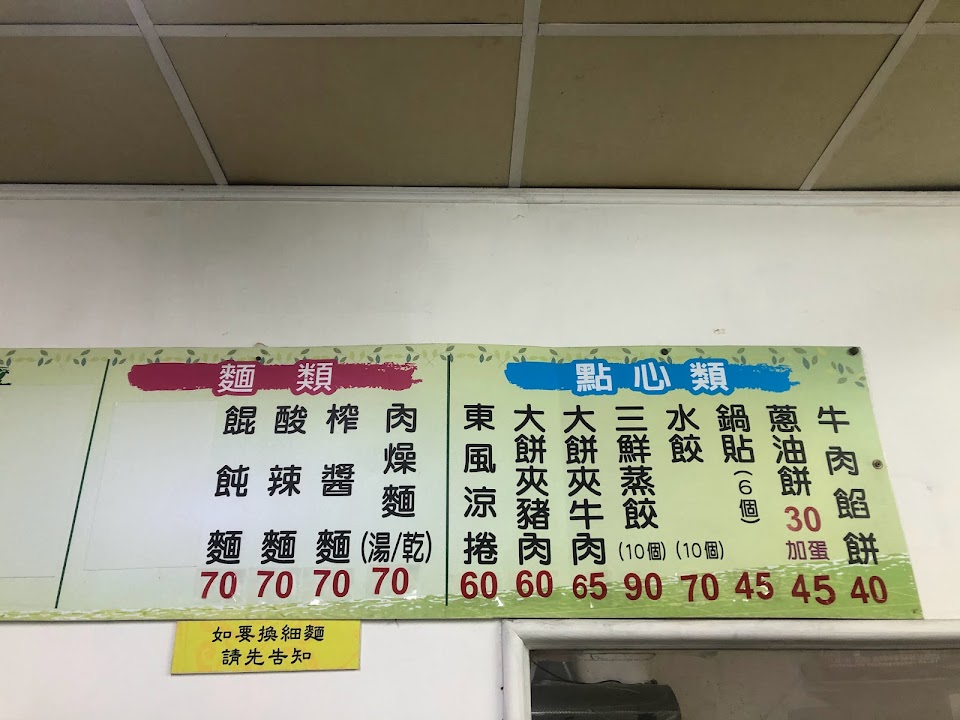 點心類
牛肉餡餅 40
蔥油餅 30
加蛋 45
鍋貼(6個) 45
水餃(10個) 70
三鮮蒸餃(10個) 90
大餅夾牛肉 65
大餅夾豬肉 60
東風涼捲 60
麵類
肉燥麵(湯/乾) 70
榨醬麵 70
酸辣麵 70
餛飩麵 70
如要換細麵
請先告知